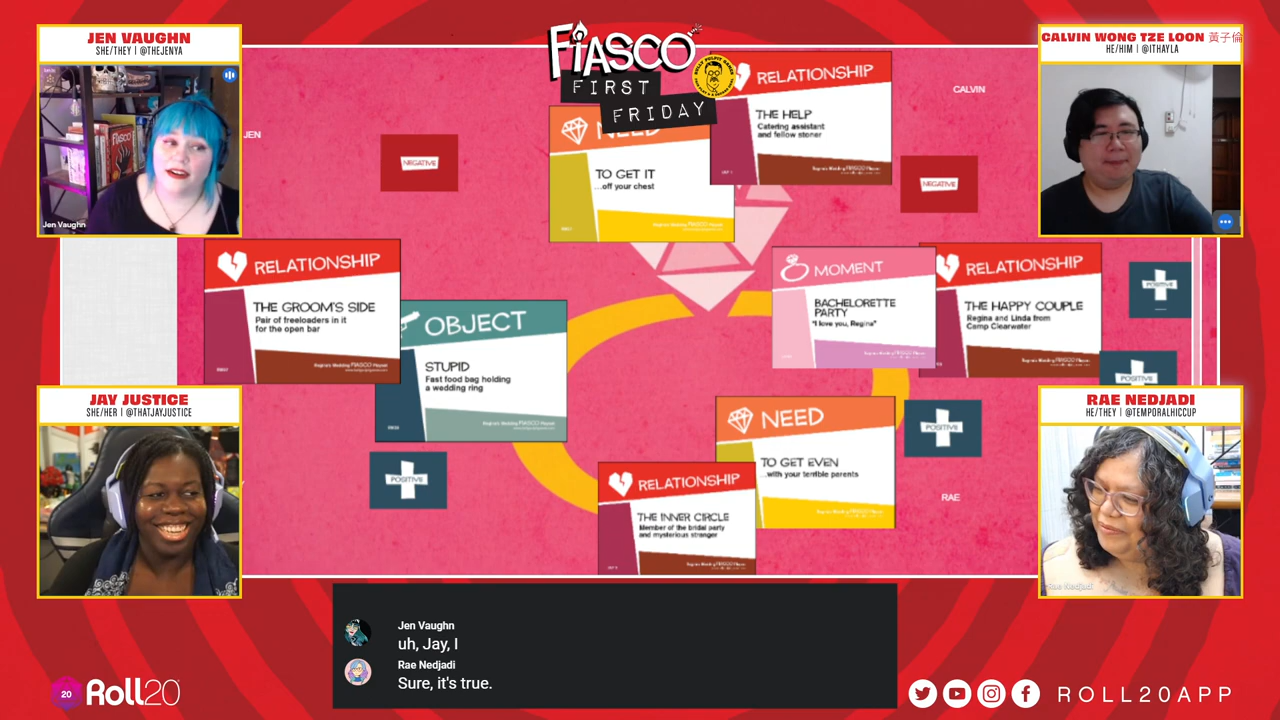 JEN VAUGHN
SHE/THEY | @THEJENYA
Jen Vaughn
FIASCO
FIRST
FRIDAY
CALVIN WONG TZE LOON 黃子倫
HE/HIM | @ITHAYLA
JEN
CALVIN
NEGATIVE
NEED
TO GET IT
...off your chest
RELATIONSHIP
THE HELP
Catering assistant
and fellow stoner
NEGATIVE
RELATIONSHIP
THE GROOM'S SIDE
Pair of freeloaders in it
for the open bar
OBJECT
STUPID
Fast food bag holding
a wedding ring
MOMENT
BACHELORETTE
PARTY
"I love you, Regina"
RELATIONSHIP
THE HAPPY COUPLE
Regina and Linda from
Camp Clearwater
POSITIVE
POSITIVE
JAY JUSTICE
SHE/HER | @THATJAYJUSTICE
POSITIVE
RELATIONSHIP
THE INNER CIRCLE
Member of the bridal party
and mysterious stranger
NEED
TO GET EVEN
...with your terrible parents
POSITIVE
RAE
RAE NEDJADI
HE/THEY | @TEMPORALHICCUP
Rae Nedjadi
Jen Vaughn
uh, Jay, I
Rae Nedjadi
Sure, it's true.
20
Roll20
ROLL20APP